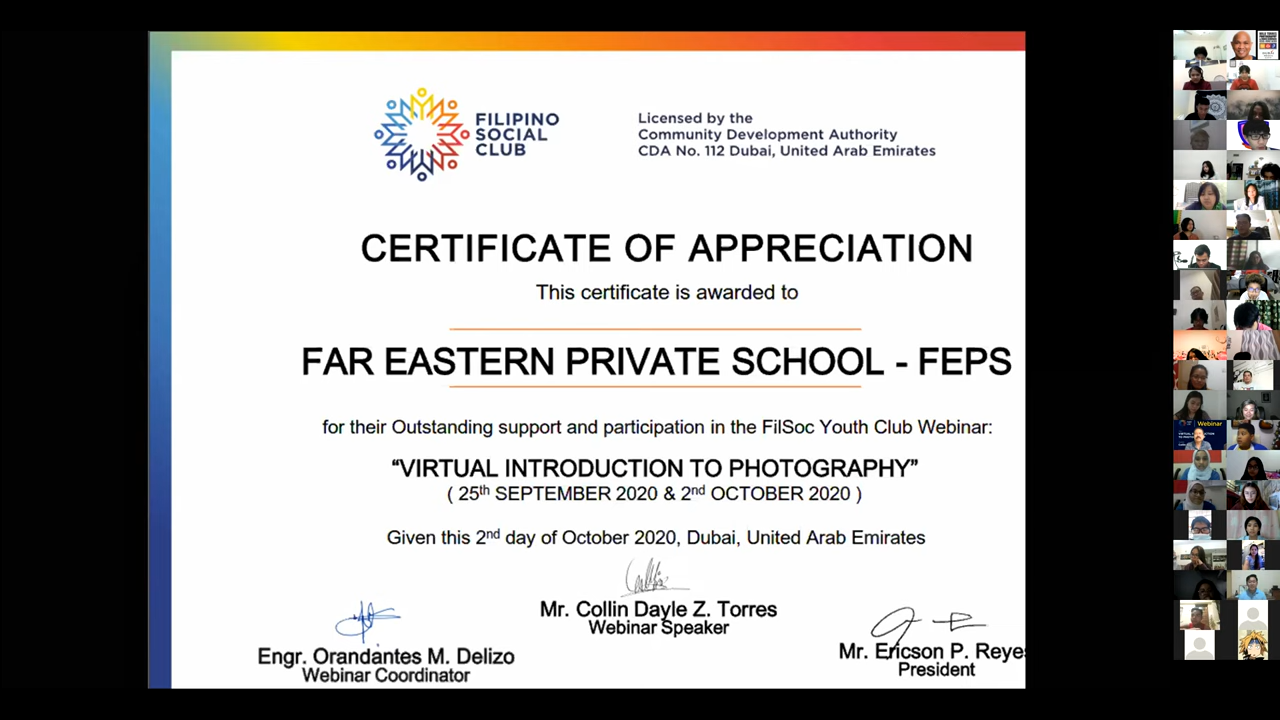 FILIPINO
SOCIAL
CLUB
Licensed by the
Community Development Authority
CDA No. 112 Dubai, United Arab Emirates
CERTIFICATE OF APPRECIATION
This certificate is awarded to
FAR EASTERN PRIVATE SCHOOL - FEPS
for their Outstanding support and participation in the FilSoc Youth Club Webinar:
“VIRTUAL INTRODUCTION TO PHOTOGRAPHY”
( 25th SEPTEMBER 2020 & 2nd OCTOBER 2020 )
Given this 2nd day of October 2020, Dubai, United Arab Emirates
Mr. Collin Dayle Z. Torres
Webinar Speaker
Engr. Orandantes M. Delizo
Webinar Coordinator
Mr. Ericson P. Reyes
President
Webinar